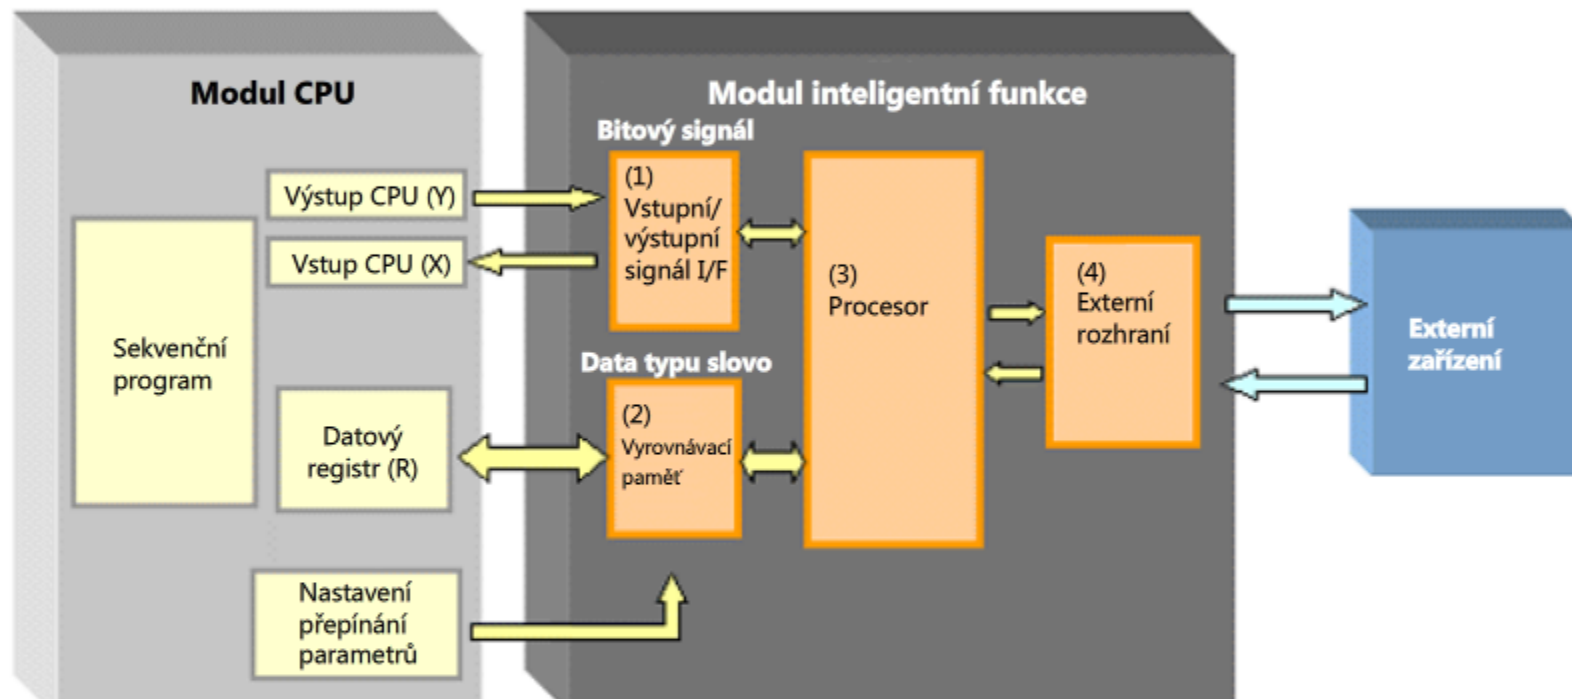 Modul CPU
Výstup CPU (Y)
Vstup CPU (X)
Sekvenční
program
Datový
registr (R)
Nastavení
přepínání
parametrů
Modul inteligentní funkce
Bitový signál
(1)
Vstupní/
výstupní
signál I/F
Data typu slovo
(2)
Vyrovnávací
paměť
(3)
Procesor
(4)
Externí
rozhraní
Externí
zařízení